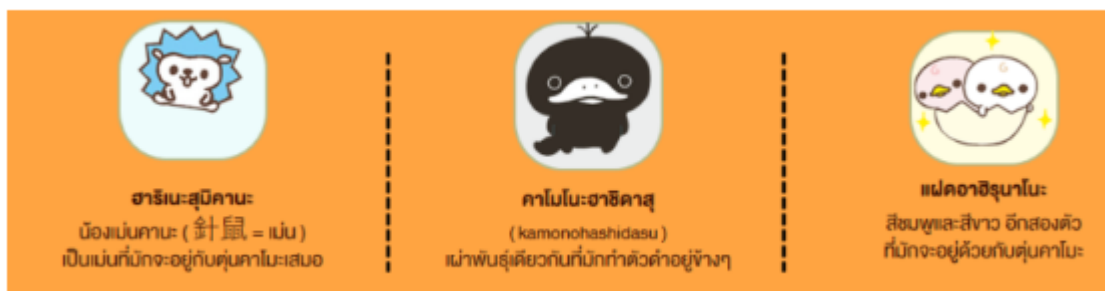 ฮาริเนะสุมิคานะ
น้องเม่นคานะ ( 針鼠 = เม่น )
เป็นเม่นที่มักจะอยู่กับตุ่นคาโมะเสมอ
คาโมโนะฮาชิดาสุ
( kamonohashidasu )
เผ่าพันธุ์เดียวกันที่มักทำตัวดำอยู่ข้างๆ
แฝดอาฮิรุนาโนะ
สีชมพูและสีขาว อีกสองตัว
ที่มักจะอยู่ด้วยกับตุ่นคาโมะ